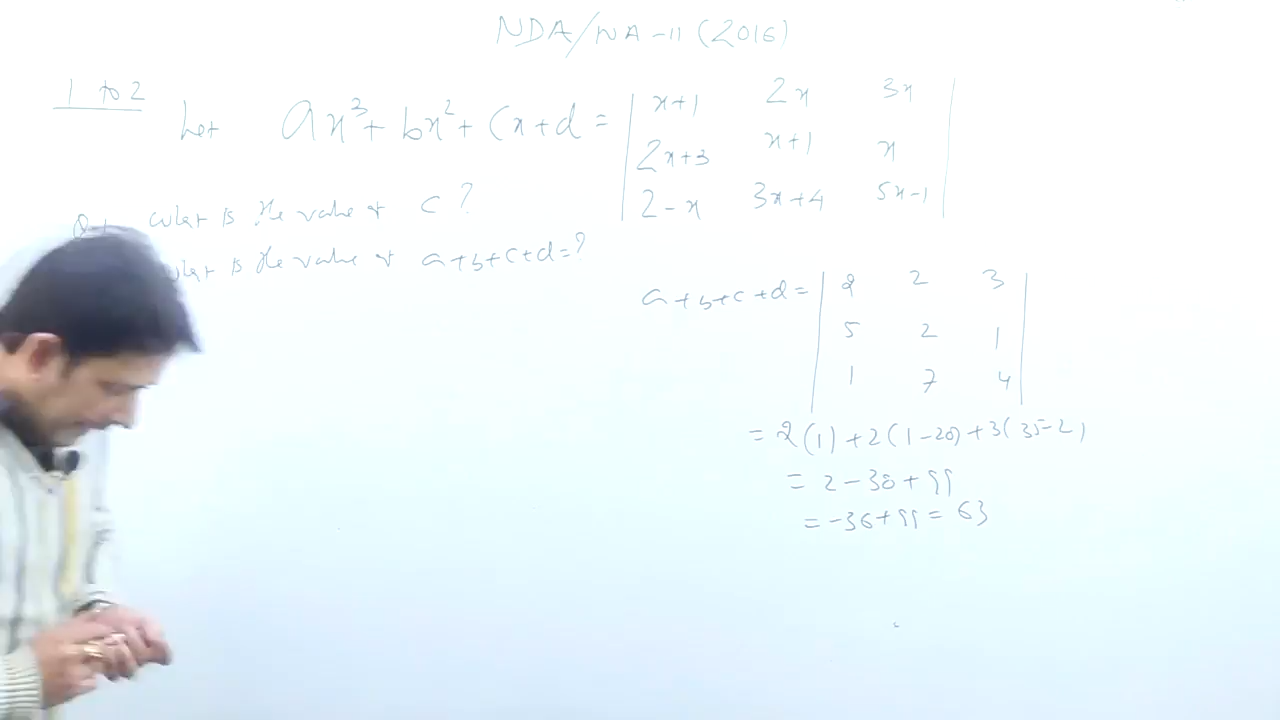 NDA/NA-II (2016)
1 to 2
Let ax³ + bx² + cx + d = | x+1 2x 3x |
| 2x+3 x+1 x |
| 2-x 3x+4 5x-1 |
what is the value of c ?
what is the value of a+b+c+d=?
a+b+c+d = | 2 2 3 |
| 5 2 1 |
| 1 7 4 |
= 2(1) + 2(1-20) + 3(35-2)
= 2 - 38 + 99
= -36 + 99 = 63